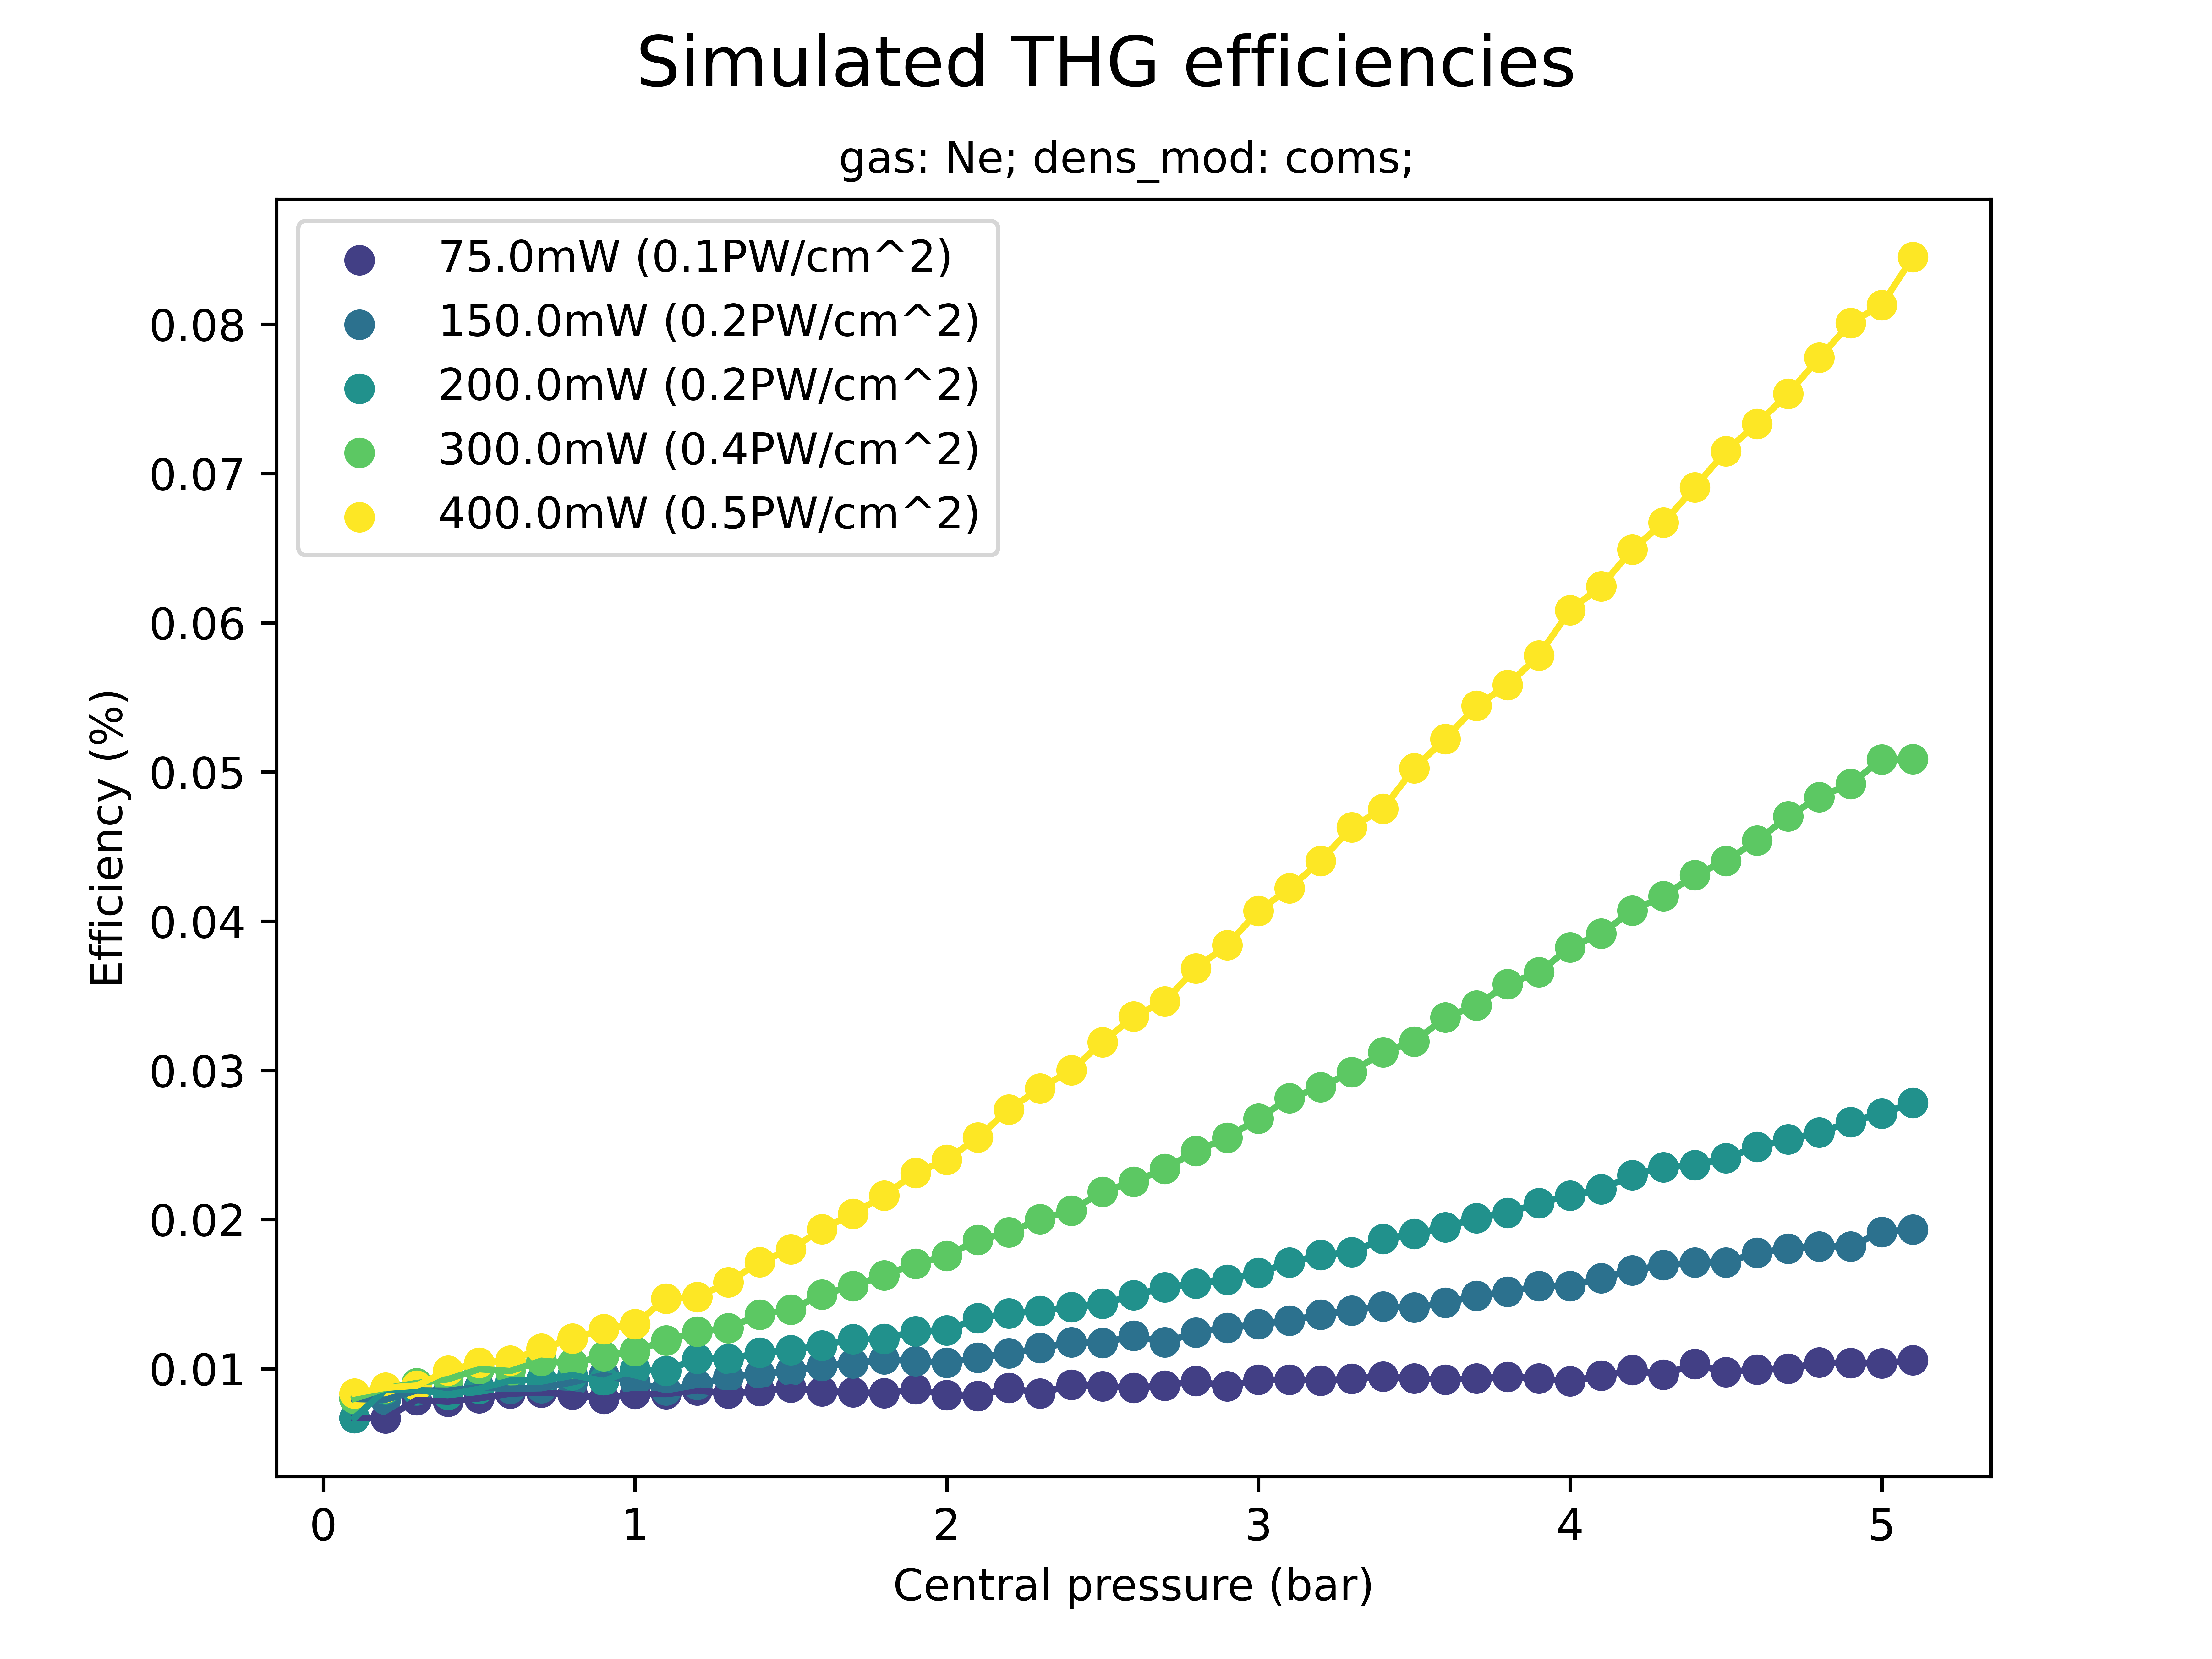 Simulated THG efficiencies
gas: Ne; dens_mod: coms;
75.0mW (0.1PW/cm^2)
150.0mW (0.2PW/cm^2)
200.0mW (0.2PW/cm^2)
300.0mW (0.4PW/cm^2)
400.0mW (0.5PW/cm^2)
Efficiency (%)
0.08
0.07
0.06
0.05
0.04
0.03
0.02
0.01
0 1 2 3 4 5
Central pressure (bar)